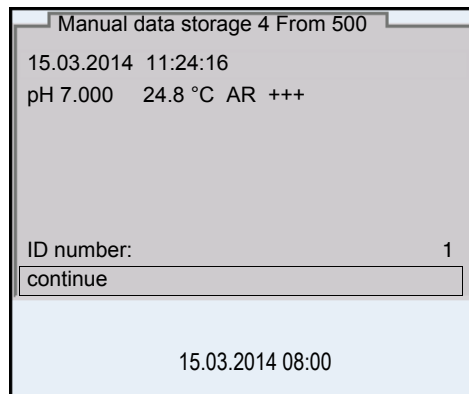 Manual data storage 4 From 500
15.03.2014 11:24:16
pH 7.000 24.8 °C AR +++
ID number: 1
continue
15.03.2014 08:00